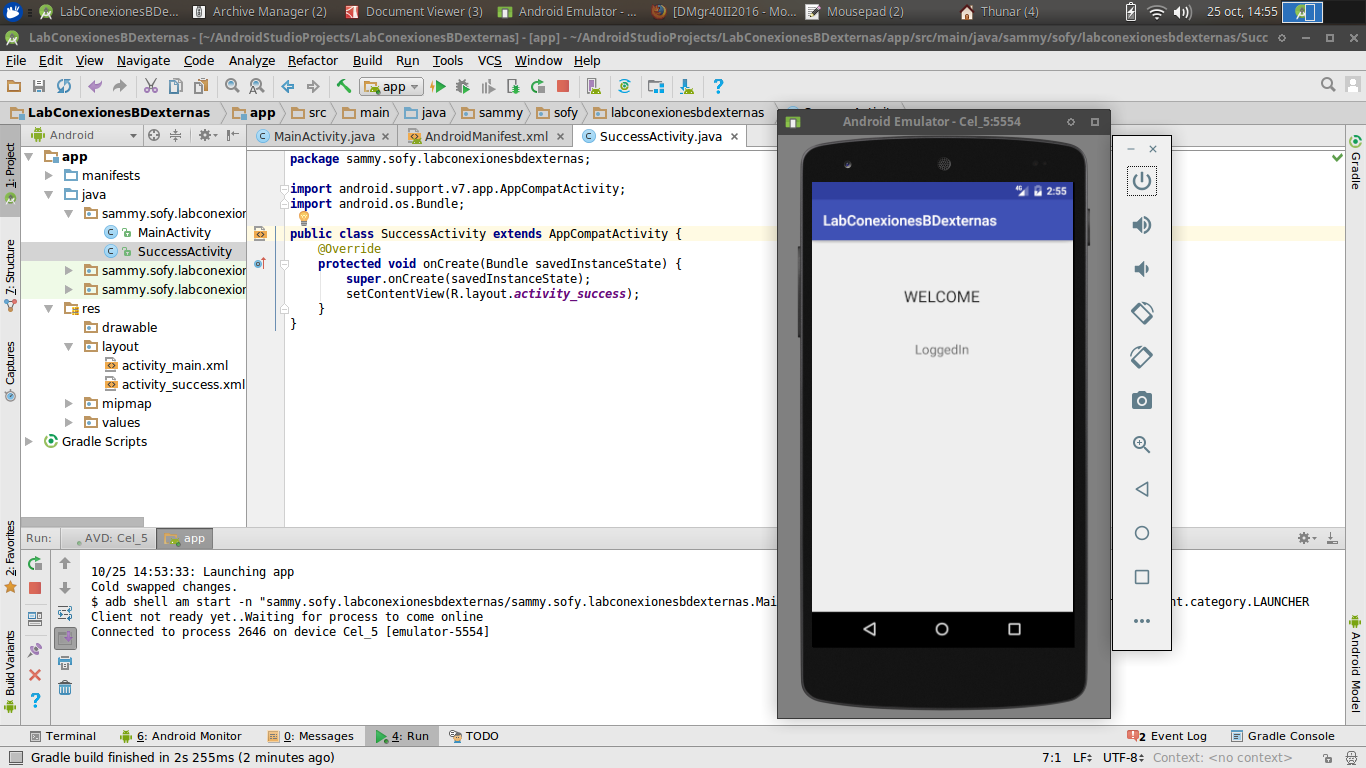 LabConexionesBDe...
Archive Manager (2)
Document Viewer (3)
Android Emulator - ...
[DMgr40II2016 - Mo...
Mousepad (2)
Thunar (4)
25 oct, 14:55
LabConexionesBDexternas - [~/AndroidStudioProjects/LabConexionesBDexternas] - [app] - ~/AndroidStudioProjects/LabConexionesBDexternas/app/src/main/java/sammy/sofy/labconexionesbdexternas/Succ
File Edit View Navigate Code Analyze Refactor Build Run Tools VCS Window Help
app
LabConexionesBDexternas app src main java sammy sofy labconexionesbdexternas
Android
MainActivity.java AndroidManifest.xml SuccessActivity.java
1: Project
7: Structure
Captures
2: Favorites
Build Variants
app
manifests
java
sammy.sofy.labconexion
MainActivity
SuccessActivity
sammy.sofy.labconexion
sammy.sofy.labconexion
res
drawable
layout
activity_main.xml
activity_success.xml
mipmap
values
Gradle Scripts
package sammy.sofy.labconexionesbdexternas;
import android.support.v7.app.AppCompatActivity;
import android.os.Bundle;
public class SuccessActivity extends AppCompatActivity {
@Override
protected void onCreate(Bundle savedInstanceState) {
super.onCreate(savedInstanceState);
setContentView(R.layout.activity_success);
}
}
Android Emulator - Cel_5:5554
4G 2:55
LabConexionesBDexternas
WELCOME
LoggedIn
Gradle
Android Model
Run: AVD: Cel_5 app
10/25 14:53:33: Launching app
Cold swapped changes.
$ adb shell am start -n "sammy.sofy.labconexionesbdexternas/sammy.sofy.labconexionesbdexternas.Mai
nt.category.LAUNCHER
Client not ready yet..Waiting for process to come online
Connected to process 2646 on device Cel_5 [emulator-5554]
Terminal 6: Android Monitor 0: Messages 4: Run TODO
2 Event Log Gradle Console
Gradle build finished in 2s 255ms (2 minutes ago)
7:1 LF UTF-8 Context: <no context>